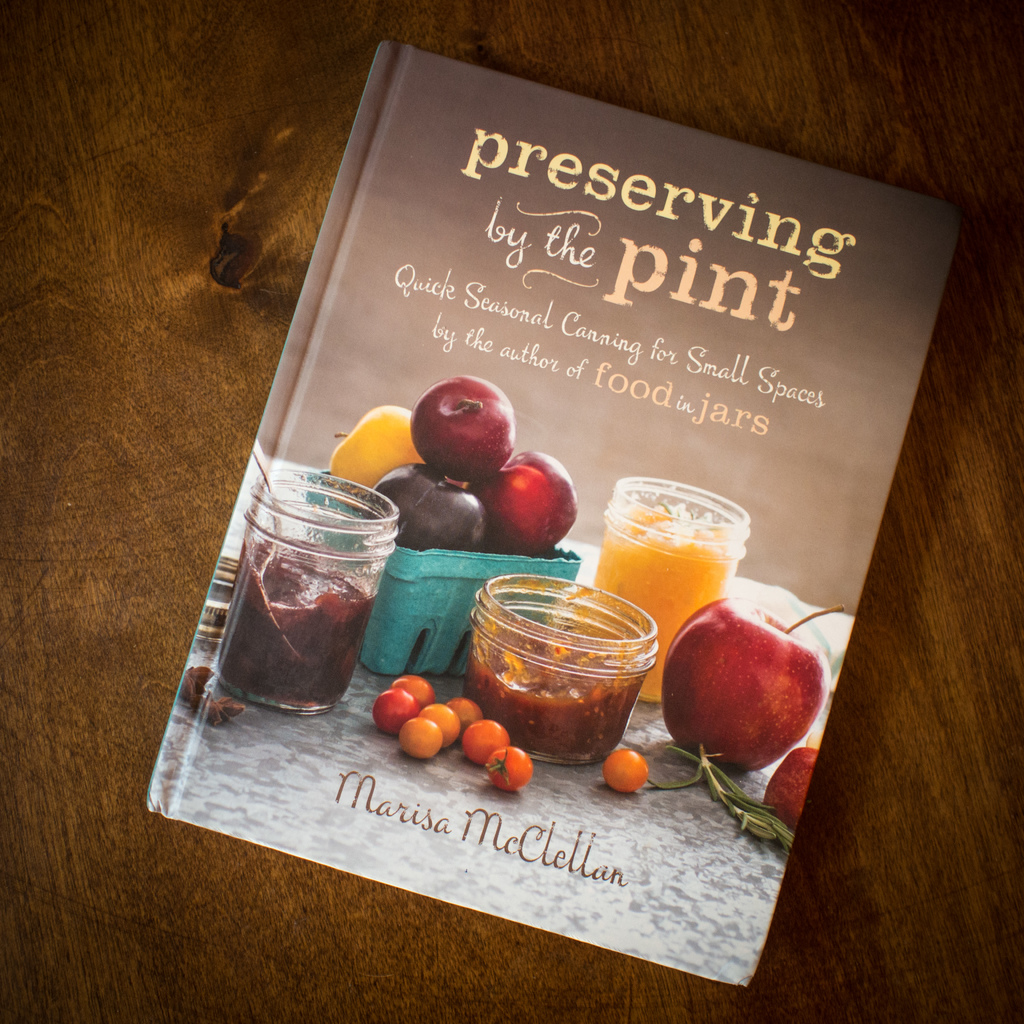 preserving
by the pint
Quick Seasonal Canning for Small Spaces
by the author of food in jars
Marisa McClellan